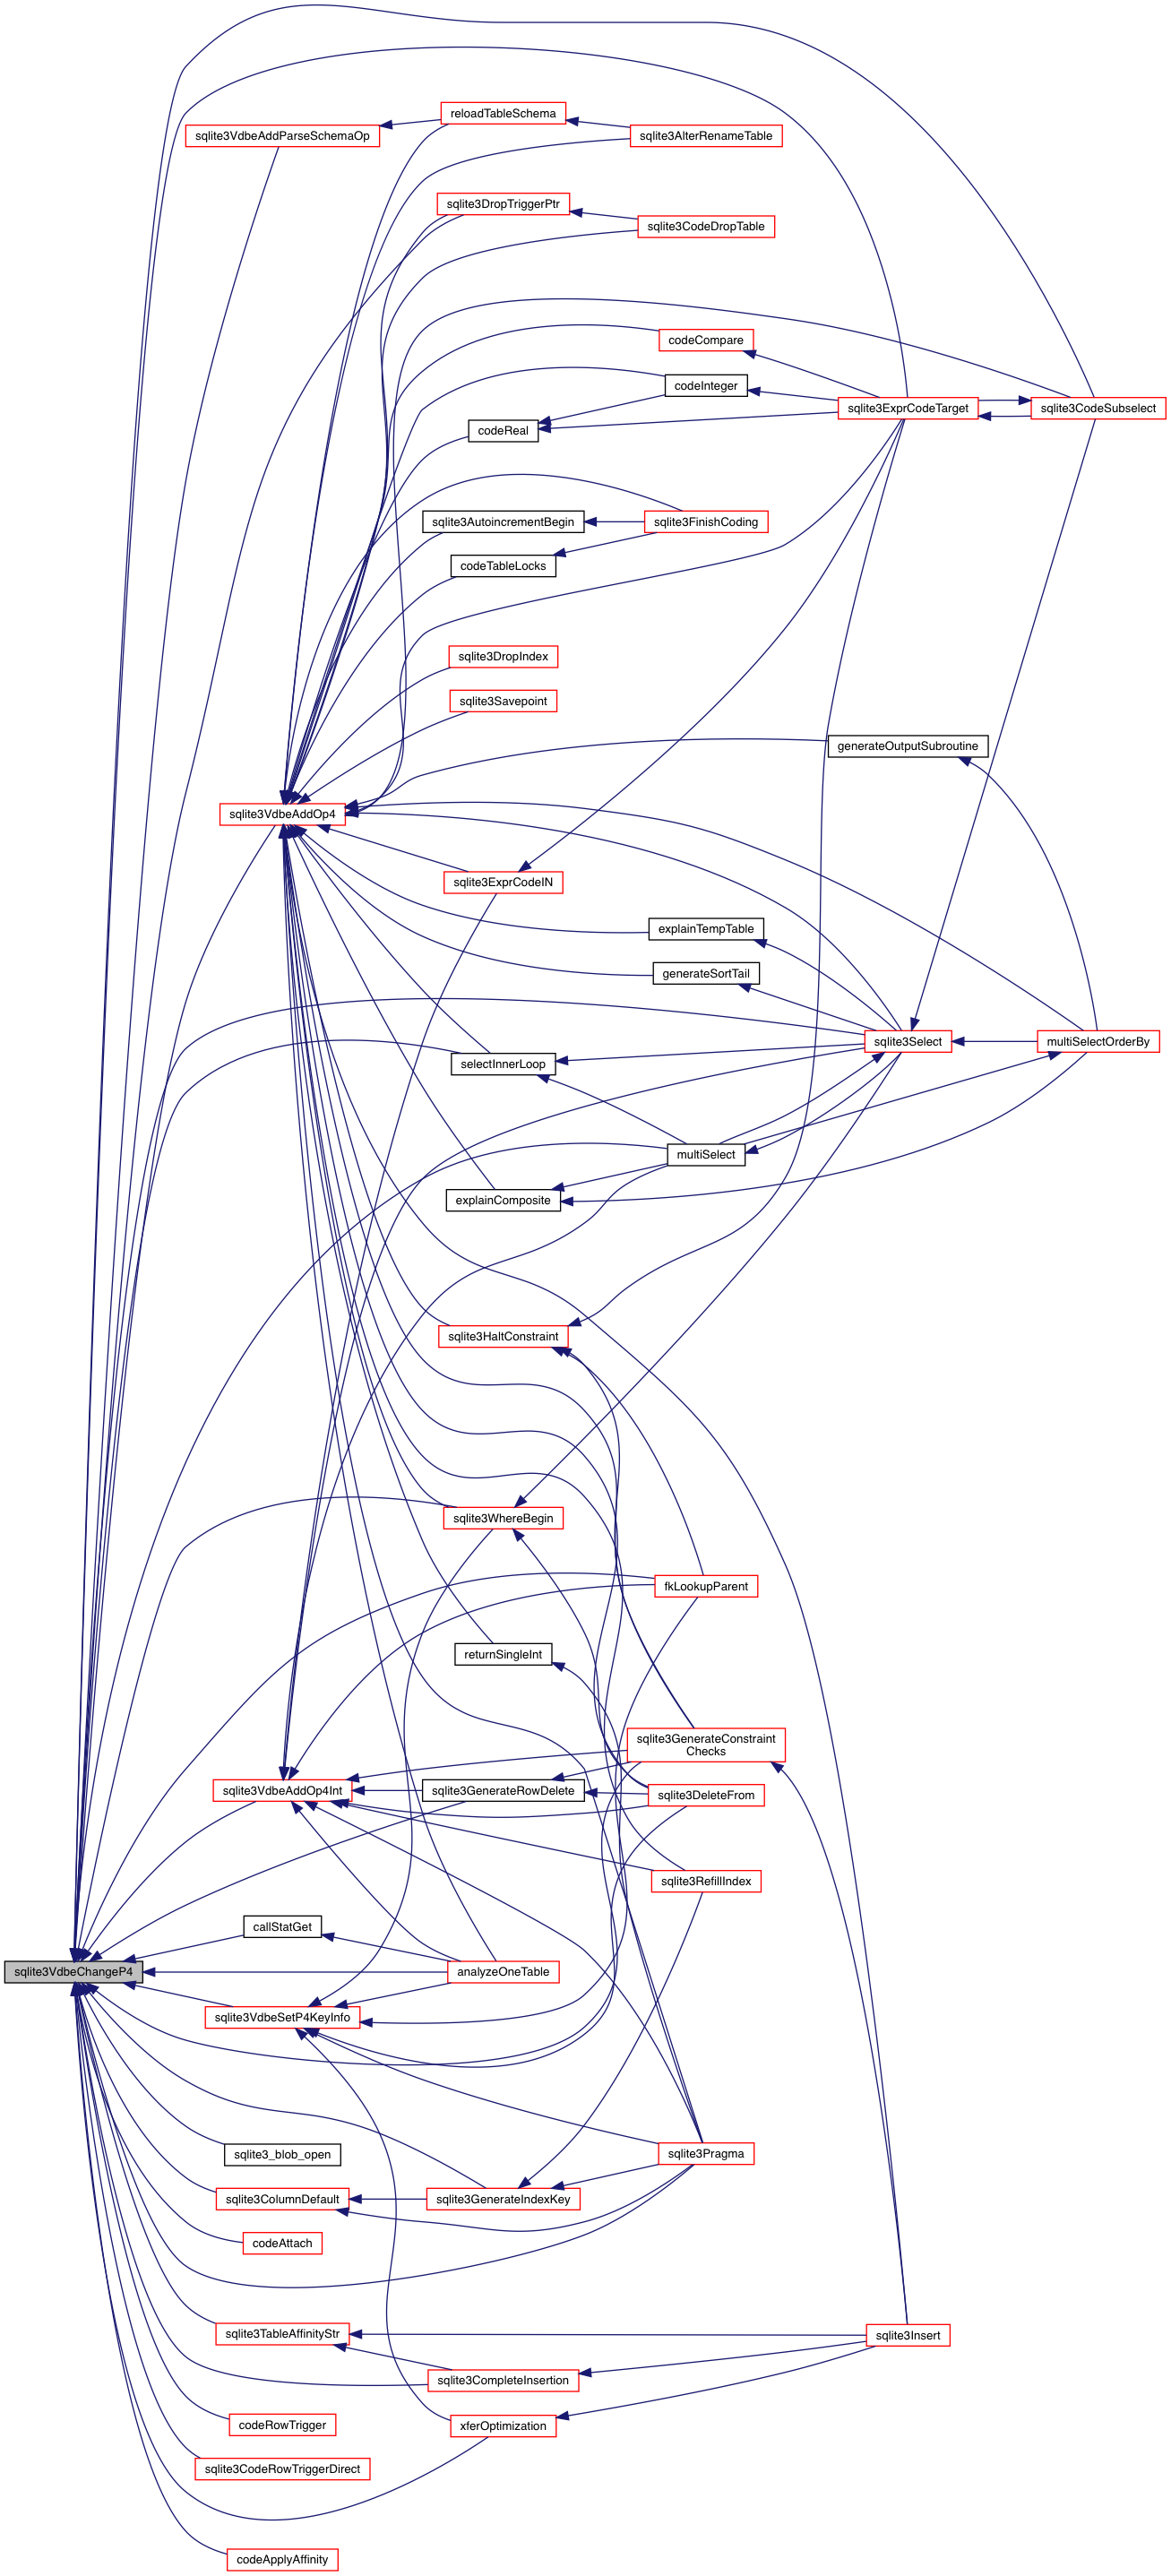 reloadTableSchema
sqlite3VdbeAddParseSchemaOp
sqlite3AlterRenameTable
sqlite3DropTriggerPtr
sqlite3CodeDropTable
codeCompare
codeInteger
sqlite3ExprCodeTarget
sqlite3CodeSubselect
codeReal
sqlite3AutoincrementBegin
sqlite3FinishCoding
codeTableLocks
sqlite3DropIndex
sqlite3Savepoint
generateOutputSubroutine
sqlite3VdbeAddOp4
sqlite3ExprCodeIN
explainTempTable
generateSortTail
sqlite3Select
multiSelectOrderBy
selectInnerLoop
multiSelect
explainComposite
sqlite3HaltConstraint
sqlite3WhereBegin
fkLookupParent
returnSingleInt
sqlite3GenerateConstraint
Checks
sqlite3VdbeAddOp4Int
sqlite3GenerateRowDelete
sqlite3DeleteFrom
sqlite3RefillIndex
callStatGet
sqlite3VdbeChangeP4
analyzeOneTable
sqlite3VdbeSetP4KeyInfo
sqlite3_blob_open
sqlite3Pragma
sqlite3ColumnDefault
sqlite3GenerateIndexKey
codeAttach
sqlite3TableAffinityStr
sqlite3Insert
sqlite3CompleteInsertion
codeRowTrigger
xferOptimization
sqlite3CodeRowTriggerDirect
codeApplyAffinity